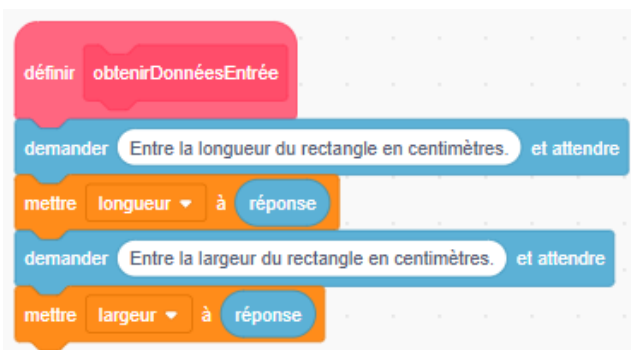 définir obtenirDonnéesEntrée
demander Entre la longueur du rectangle en centimètres. et attendre
mettre longueur à réponse
demander Entre la largeur du rectangle en centimètres. et attendre
mettre largeur à réponse